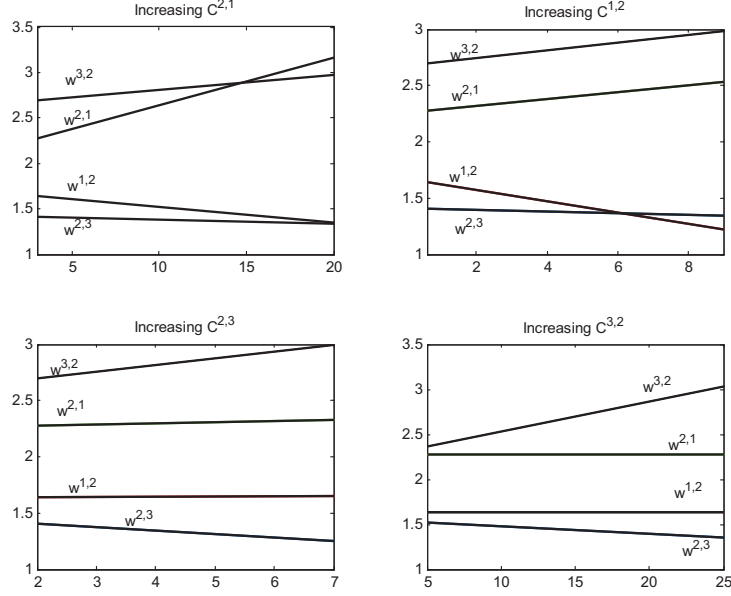 Increasing C^2,1
3.5
3
2.5
2
1.5
1
w^3,2
w^2,1
w^1,2
w^2,3
5
10
15
20
Increasing C^1,2
3
2.5
2
1.5
1
w^3,2
w^2,1
w^1,2
w^2,3
2
4
6
8
Increasing C^2,3
3
2.5
2
1.5
1
w^3,2
w^2,1
w^1,2
w^2,3
2
3
4
5
6
7
Increasing C^3,2
3.5
3
2.5
2
1.5
1
w^3,2
w^2,1
w^1,2
w^2,3
5
10
15
20
25